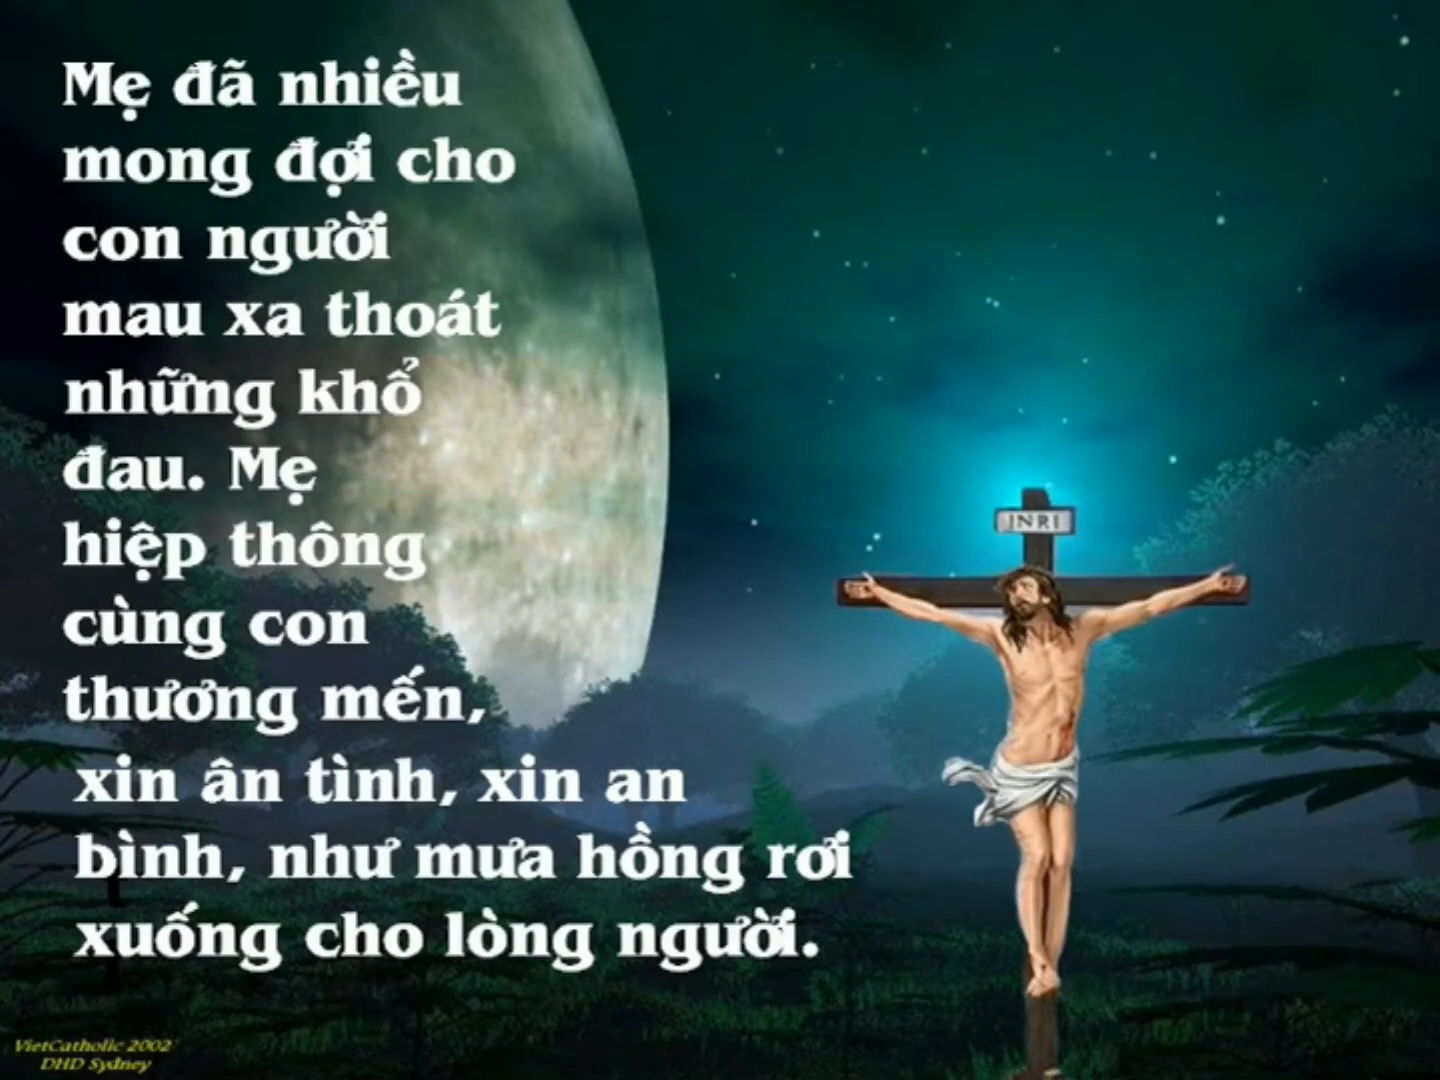 Mẹ đã nhiều
mong đợi cho
con người
mau xa thoát
những khổ
đau. Mẹ
hiệp thông
cùng con
thương mến,
xin ân tình, xin an
bình, như mưa hồng rơi
xuống cho lòng người.
JNRI
VietCatholic 2002
DHD Sydney